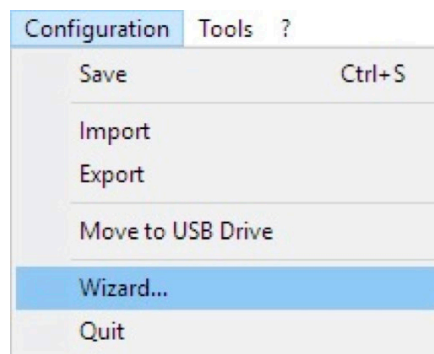 Configuration Tools ?
Save Ctrl+S
Import
Export
Move to USB Drive
Wizard...
Quit